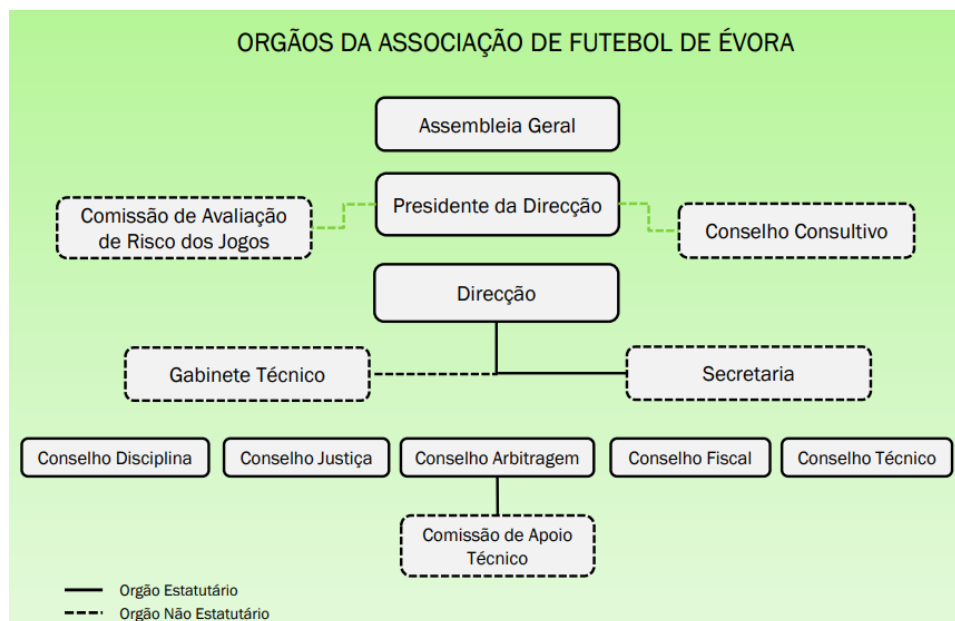 ORGÃOS DA ASSOCIAÇÃO DE FUTEBOL DE ÉVORA
Assembleia Geral
Presidente da Direcção
Comissão de Avaliação
de Risco dos Jogos
Conselho Consultivo
Direcção
Gabinete Técnico
Secretaria
Conselho Disciplina
Conselho Justiça
Conselho Arbitragem
Conselho Fiscal
Conselho Técnico
Comissão de Apoio
Técnico
Orgão Estatutário
Orgão Não Estatutário